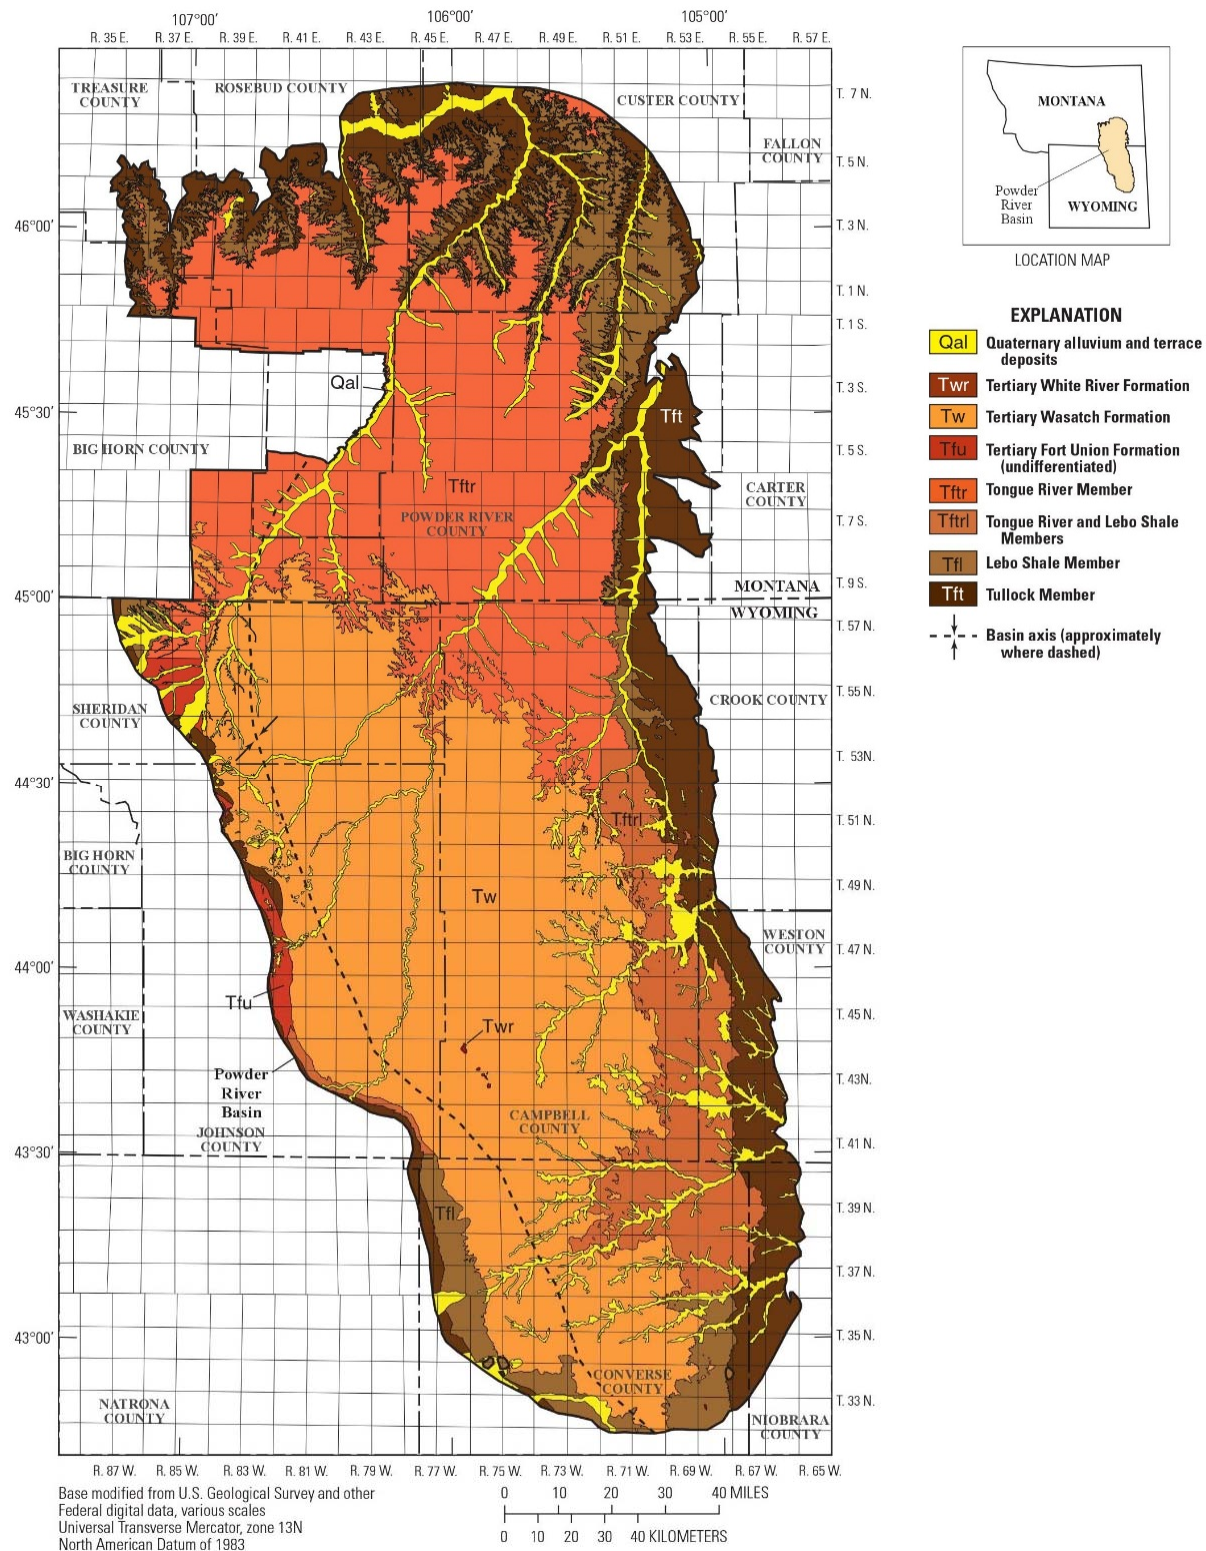 107°00' 106°00' 105°00'
R. 35 E. R. 37 E. R. 39 E. R. 41 E. R. 43 E. R. 45 E. R. 47 E. R. 49 E. R. 51 E. R. 53 E. R. 55 E. R. 57 E.
TREASURE
COUNTY
ROSEBUD COUNTY
CUSTER COUNTY
FALLON
COUNTY
T. 7 N.
T. 5 N.
T. 3 N.
T. 1 N.
T. 1 S.
T. 3 S.
T. 5 S.
T. 7 S.
T. 9 S.
T. 57 N.
T. 55 N.
T. 53N.
T. 51 N.
T. 49 N.
T. 47 N.
T. 45 N.
T. 43N.
T. 41 N.
T. 39 N.
T. 37 N.
T. 35 N.
T. 33 N.
46°00'
45°30'
45°00'
44°30'
44°00'
43°30'
43°00'
Qal
Tft
BIG HORN COUNTY
Tftr
POWDER RIVER
COUNTY
CARTER
COUNTY
MONTANA
WYOMING
SHERIDAN
COUNTY
CROOK COUNTY
Tftrl
BIG HORN
COUNTY
Tw
WESTON
COUNTY
Tfu
WASHAKIE
COUNTY
Twr
Powder
River
Basin
JOHNSON
COUNTY
CAMPBELL
COUNTY
Tfl
CONVERSE
COUNTY
NATRONA
COUNTY
NIOBRARA
COUNTY
R. 87 W. R. 85 W. R. 83 W. R. 81 W. R. 79 W. R. 77 W. R. 75 W. R. 73 W. R. 71 W. R. 69 W. R. 67 W. R. 65 W.
Base modified from U.S. Geological Survey and other
Federal digital data, various scales
Universal Transverse Mercator, zone 13N
North American Datum of 1983
0 10 20 30 40 MILES
0 10 20 30 40 KILOMETERS
MONTANA
Powder
River
Basin
WYOMING
LOCATION MAP
EXPLANATION
Qal Quaternary alluvium and terrace
deposits
Twr Tertiary White River Formation
Tw Tertiary Wasatch Formation
Tfu Tertiary Fort Union Formation
(undifferentiated)
Tftr Tongue River Member
Tftrl Tongue River and Lebo Shale
Members
Tfl Lebo Shale Member
Tft Tullock Member
Basin axis (approximately
where dashed)